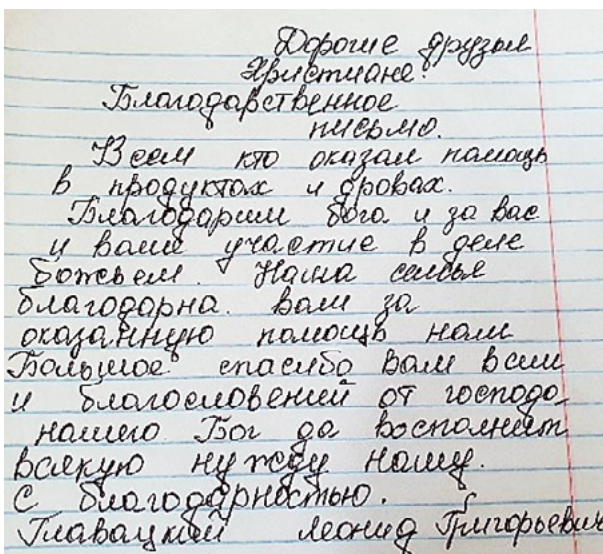 Дорогие друзья
Христиане!
Благодарственное
письмо.
Всем кто оказал помощь
в продуктах и дровах.
Благодарим бога и за вас
и ваше участие в деле
божьем. Наша семья
благодарна. вам за
оказанную помощь нам
Большое спасибо вам всем
и благословений от господа
нашего Бог да восполнит
всякую нужду нашу.
С благодарностью.
Главацкий Леонид Григорьевич